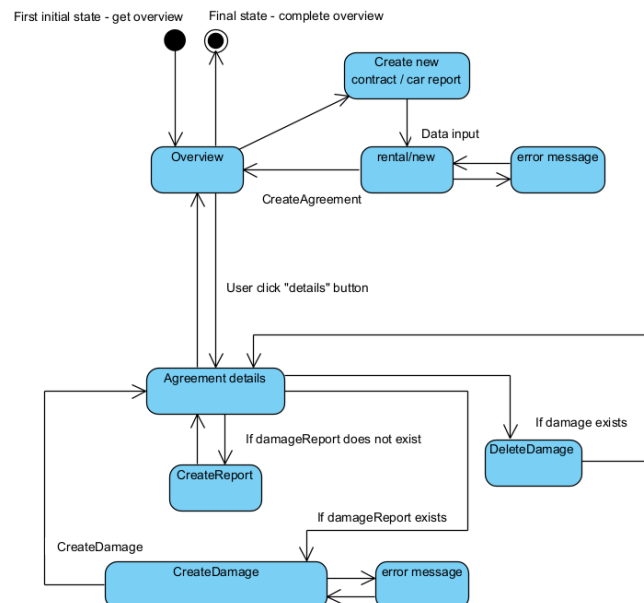 First initial state - get overview
Final state - complete overview
Create new
contract / car report
Data input
Overview
rental/new
error message
CreateAgreement
User click "details" button
Agreement details
If damage exists
If damageReport does not exist
DeleteDamage
CreateReport
If damageReport exists
CreateDamage
CreateDamage
error message